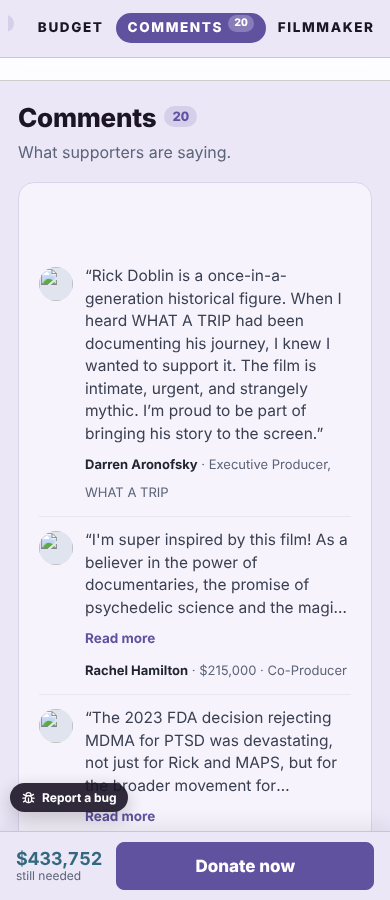 BUDGET COMMENTS 20 FILMMAKER
Comments 20
What supporters are saying.
“Rick Doblin is a once-in-a-
generation historical figure. When I
heard WHAT A TRIP had been
documenting his journey, I knew I
wanted to support it. The film is
intimate, urgent, and strangely
mythic. I’m proud to be part of
bringing his story to the screen.”
Darren Aronofsky · Executive Producer,
WHAT A TRIP
“I'm super inspired by this film! As a
believer in the power of
documentaries, the promise of
psychedelic science and the magi...
Read more
Rachel Hamilton · $215,000 · Co-Producer
“The 2023 FDA decision rejecting
MDMA for PTSD was devastating,
not just for Rick and MAPS, but for
the broader movement for...
Report a bug
Read more
$433,752
still needed
Donate now